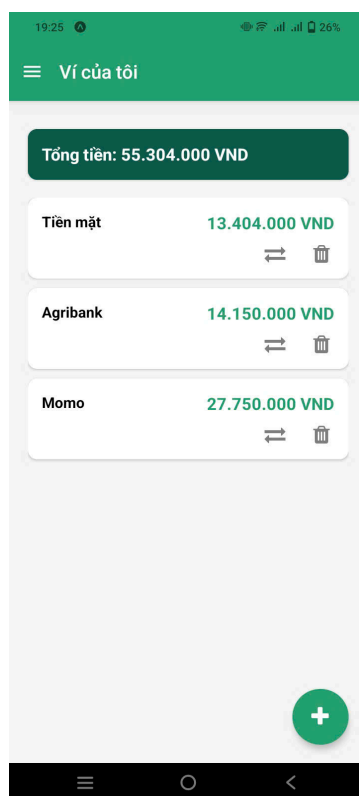 19:25 26%
Ví của tôi
Tổng tiền: 55.304.000 VND
Tiền mặt 13.404.000 VND
Agribank 14.150.000 VND
Momo 27.750.000 VND